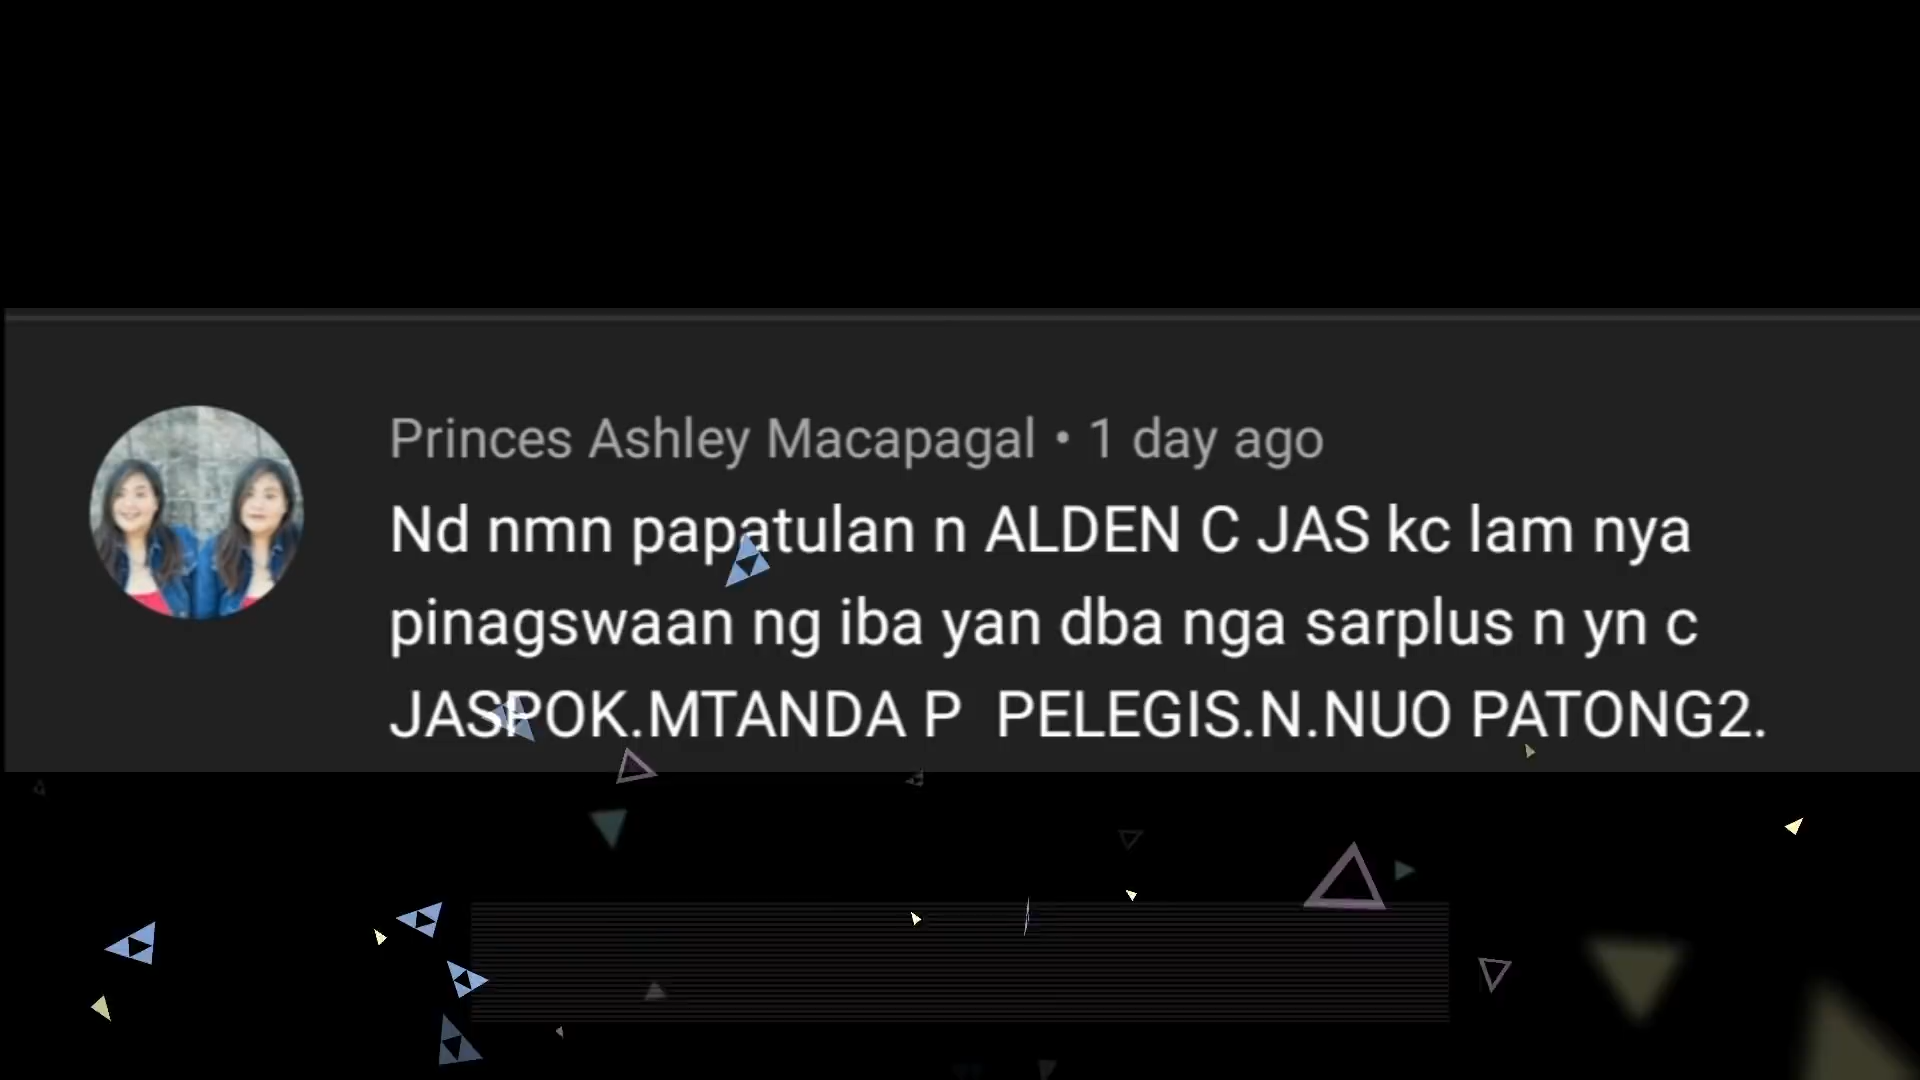 Princes Ashley Macapagal • 1 day ago
Nd nmn papatulan n ALDEN C JAS kc lam nya
pinagswaan ng iba yan dba nga sarplus n yn c
JASPOK.MTANDA P  PELEGIS.N.NUO PATONG2.